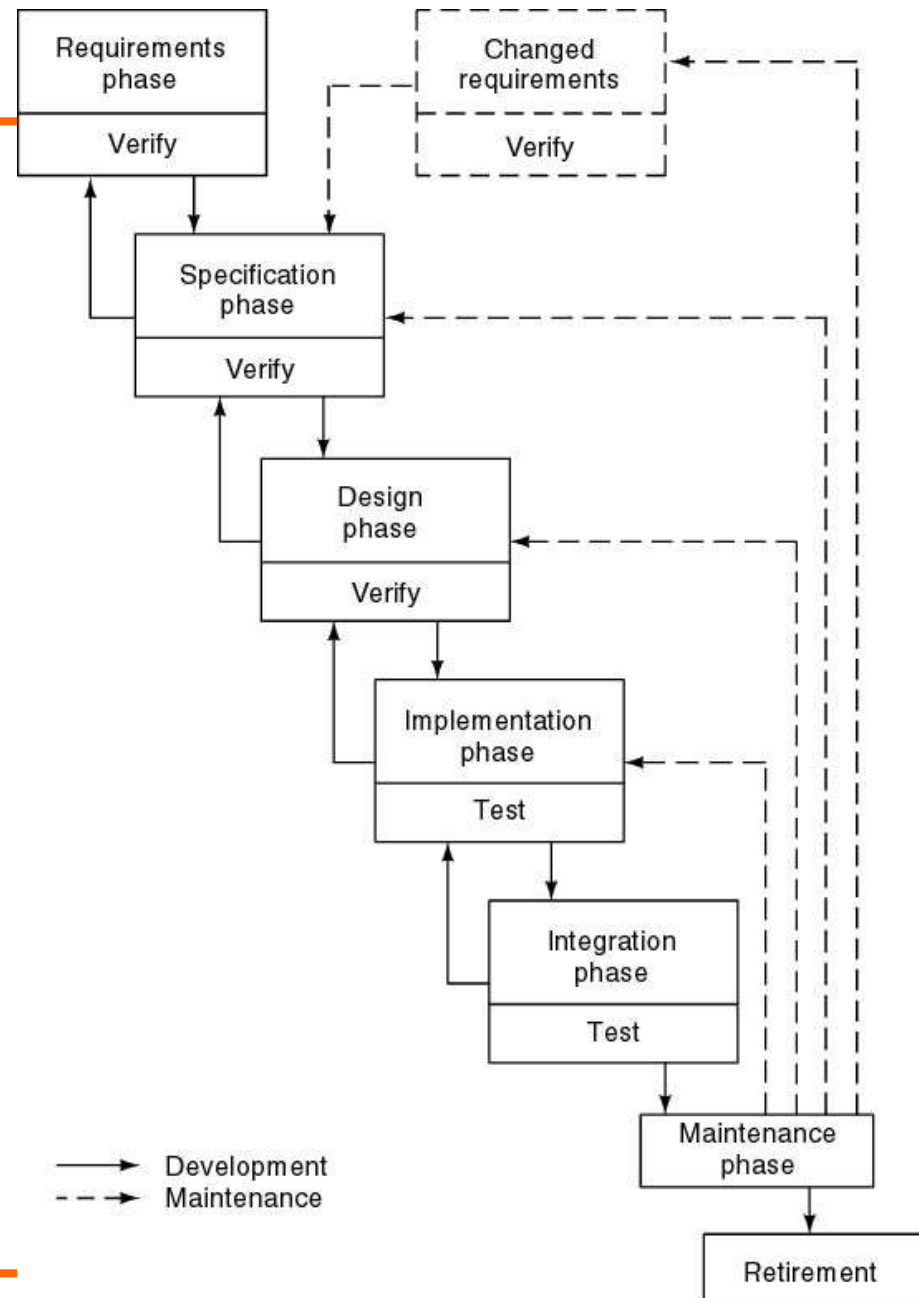 Requirements
phase
Verify
Changed
requirements
Verify
Specification
phase
Verify
Design
phase
Verify
Implementation
phase
Test
Integration
phase
Test
Maintenance
phase
Development
Maintenance
Retirement